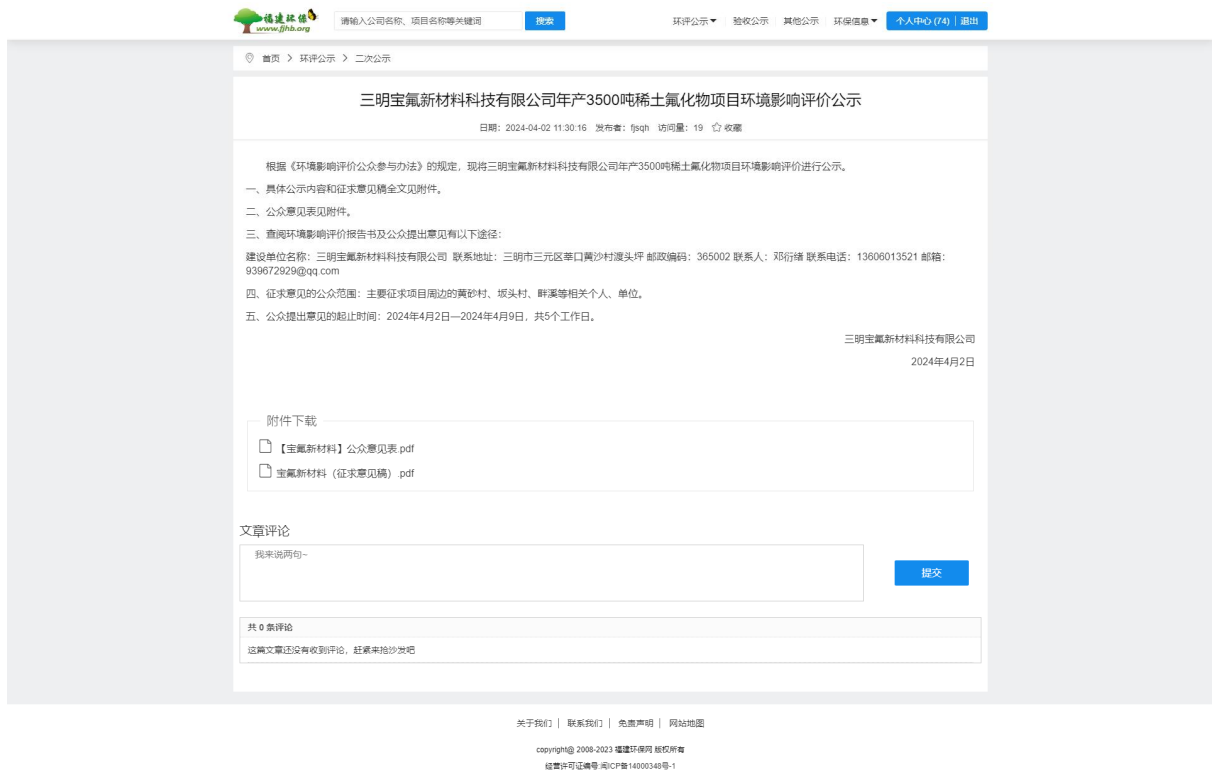 福建环保
www.fjhb.org
请输入公司名称、项目名称等关键词
搜索
环评公示
验收公示
其他公示
环保信息
个人中心 (74) | 退出
首页 > 环评公示 > 二次公示
三明宝氟新材料科技有限公司年产3500吨稀土氟化物项目环境影响评价公示
日期：2024-04-02 11:30:16 发布者：fjsqh 访问量：19 收藏
根据《环境影响评价公众参与办法》的规定，现将三明宝氟新材料科技有限公司年产3500吨稀土氟化物项目环境影响评价进行公示。
一、具体公示内容和征求意见稿全文见附件。
二、公众意见表见附件。
三、查阅环境影响评价报告书及公众提出意见有以下途径：
建设单位名称：三明宝氟新材料科技有限公司 联系地址：三明市三元区莘口黄沙村渡头坪 邮政编码：365002 联系人：邓衍绪 联系电话：13606013521 邮箱：
939672929@qq.com
四、征求意见的公众范围：主要征求项目周边的黄砂村、坂头村、畔溪等相关个人、单位。
五、公众提出意见的起止时间：2024年4月2日—2024年4月9日，共5个工作日。
三明宝氟新材料科技有限公司
2024年4月2日
附件下载
【宝氟新材料】公众意见表.pdf
宝氟新材料（征求意见稿）.pdf
文章评论
我来说两句~
提交
共 0 条评论
这篇文章还没有收到评论，赶紧来抢沙发吧
关于我们 | 联系我们 | 免责声明 | 网站地图
copyright@ 2008-2023 福建环保网 版权所有
经营许可证编号:闽ICP备14000348号-1